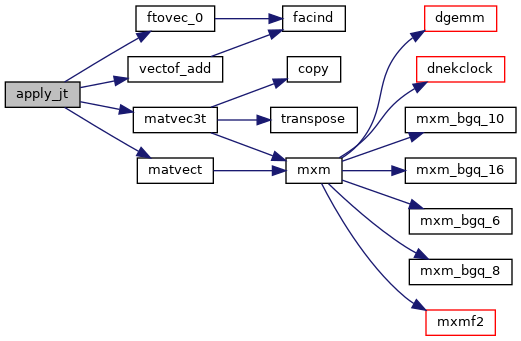 apply_jt
ftovec_0
vectof_add
matvec3t
matvect
facind
copy
transpose
mxm
dgemm
dnekclock
mxm_bgq_10
mxm_bgq_16
mxm_bgq_6
mxm_bgq_8
mxmf2